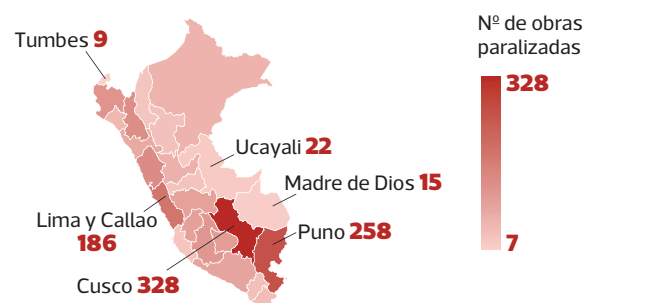 Nº de obras
paralizadas
328
7
Tumbes 9
Ucayali 22
Madre de Dios 15
Lima y Callao
186
Puno 258
Cusco 328